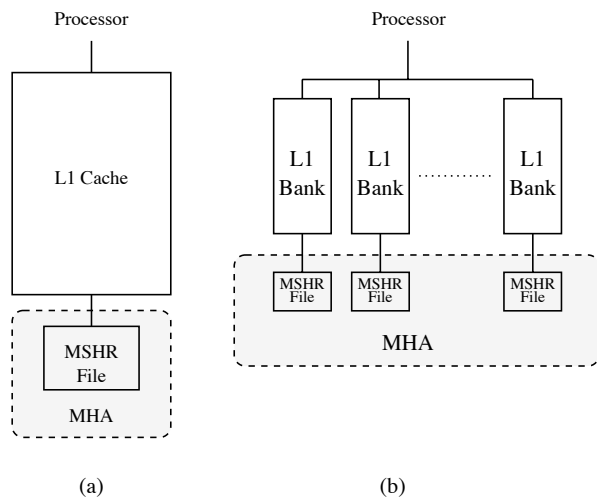 Processor
L1 Cache
MSHR
File
MHA
(a)
Processor
L1
Bank
L1
Bank
L1
Bank
MSHR
File
MSHR
File
MSHR
File
MHA
(b)